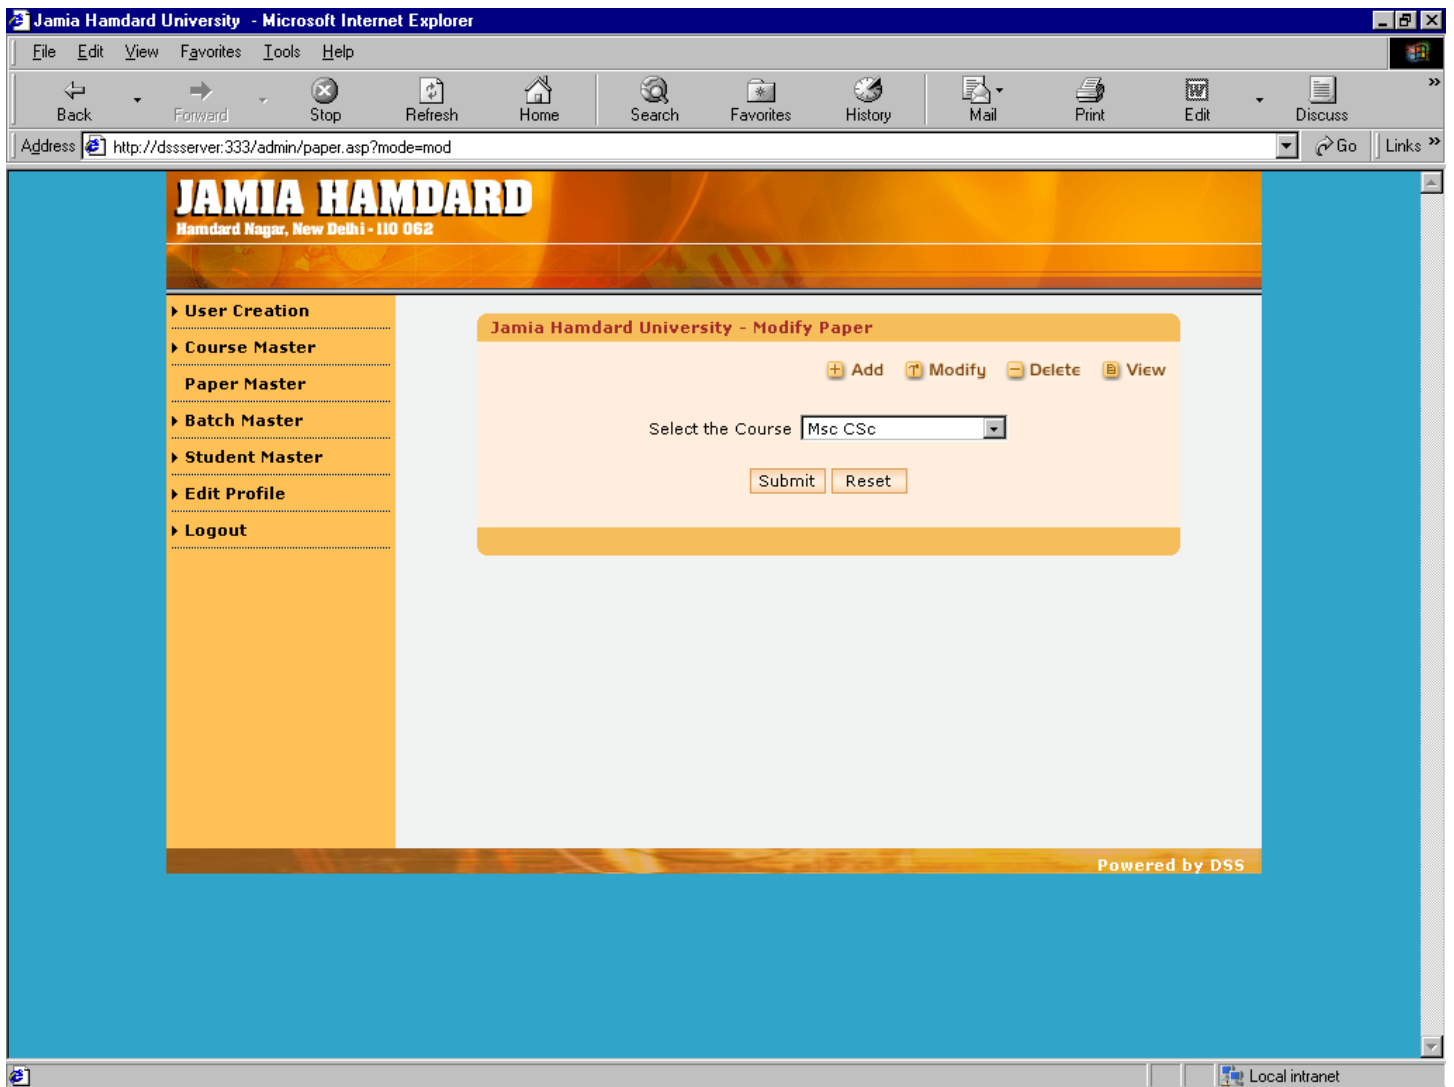 Jamia Hamdard University - Microsoft Internet Explorer
File Edit View Favorites Tools Help
Back Forward Stop Refresh Home Search Favorites History Mail Print Edit Discuss »
Address http://dssserver:333/admin/paper.asp?mode=mod Go Links »
JAMIA HAMDARD
Hamdard Nagar, New Delhi - 110 062
User Creation
Course Master
Paper Master
Batch Master
Student Master
Edit Profile
Logout
Jamia Hamdard University - Modify Paper
Add Modify Delete View
Select the Course Msc CSc
Submit Reset
Powered by DSS
Local intranet